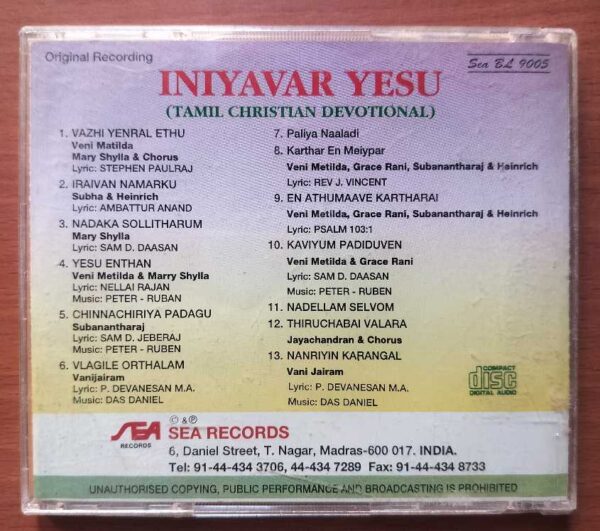 Original Recording
Sea BL 9005
INIYAVAR YESU
(TAMIL CHRISTIAN DEVOTIONAL)
1. VAZHI YENRAL ETHU
Veni Matilda
Mary Shylla & Chorus
Lyric: STEPHEN PAULRAJ
2. IRAIVAN NAMARKU
Subha & Heinrich
Lyric: AMBATTUR ANAND
3. NADAKA SOLLITHARUM
Mary Shylla
Lyric: SAM D. DAASAN
4. YESU ENTHAN
Veni Metilda & Marry Shylla
Lyric: NELLAI RAJAN
Music: PETER - RUBAN
5. CHINNACHIRIYA PADAGU
Subanantharaj
Lyric: SAM D. JEBERAJ
Music: PETER - RUBEN
6. VLAGILE ORTHALAM
Vanijairam
Lyric: P. DEVANESAN M.A.
Music: DAS DANIEL
7. Paliya Naaladi
8. Karthar En Meiypar
Veni Metilda, Grace Rani, Subanantharaj & Heinrich
Lyric: REV J. VINCENT
9. EN ATHUMAAVE KARTHARAI
Veni Metilda, Grace Rani, Subanantharaj & Heinrich
Lyric: PSALM 103:1
10. KAVIYUM PADIDUVEN
Veni Metilda & Grace Rani
Lyric: SAM D. DAASAN
Music: PETER - RUBEN
11. NADELLAM SELVOM
12. THIRUCHABAI VALARA
Jayachandran & Chorus
13. NANRIYIN KARANGAL
Vani Jairam
Lyric: P. DEVANESAN M.A.
Music: DAS DANIEL
COMPACT
disc
DIGITAL AUDIO
SEA
RECORDS
© & ℗
SEA RECORDS
6, Daniel Street, T. Nagar, Madras-600 017. INDIA.
Tel: 91-44-434 3706, 44-434 7289 Fax: 91-44-434 8733
UNAUTHORISED COPYING, PUBLIC PERFORMANCE AND BROADCASTING IS PROHIBITED